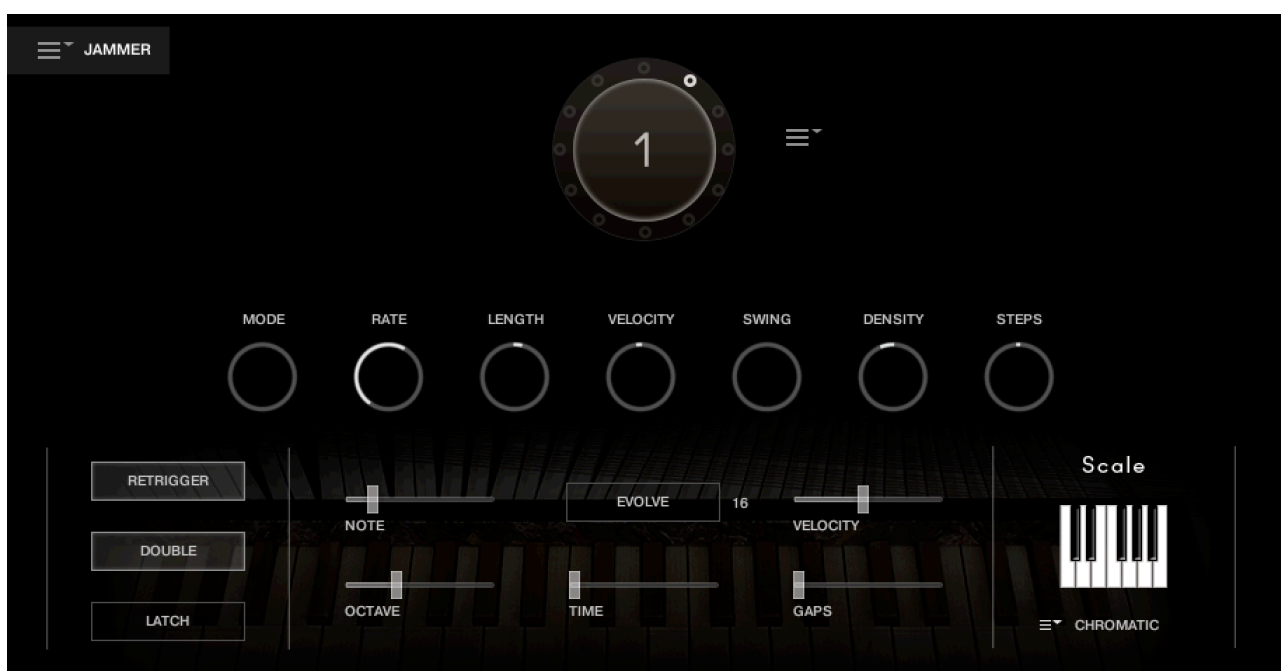 JAMMER
1
MODE RATE LENGTH VELOCITY SWING DENSITY STEPS
RETRIGGER
DOUBLE
LATCH
NOTE
EVOLVE 16
VELOCITY
OCTAVE
TIME
GAPS
Scale
CHROMATIC